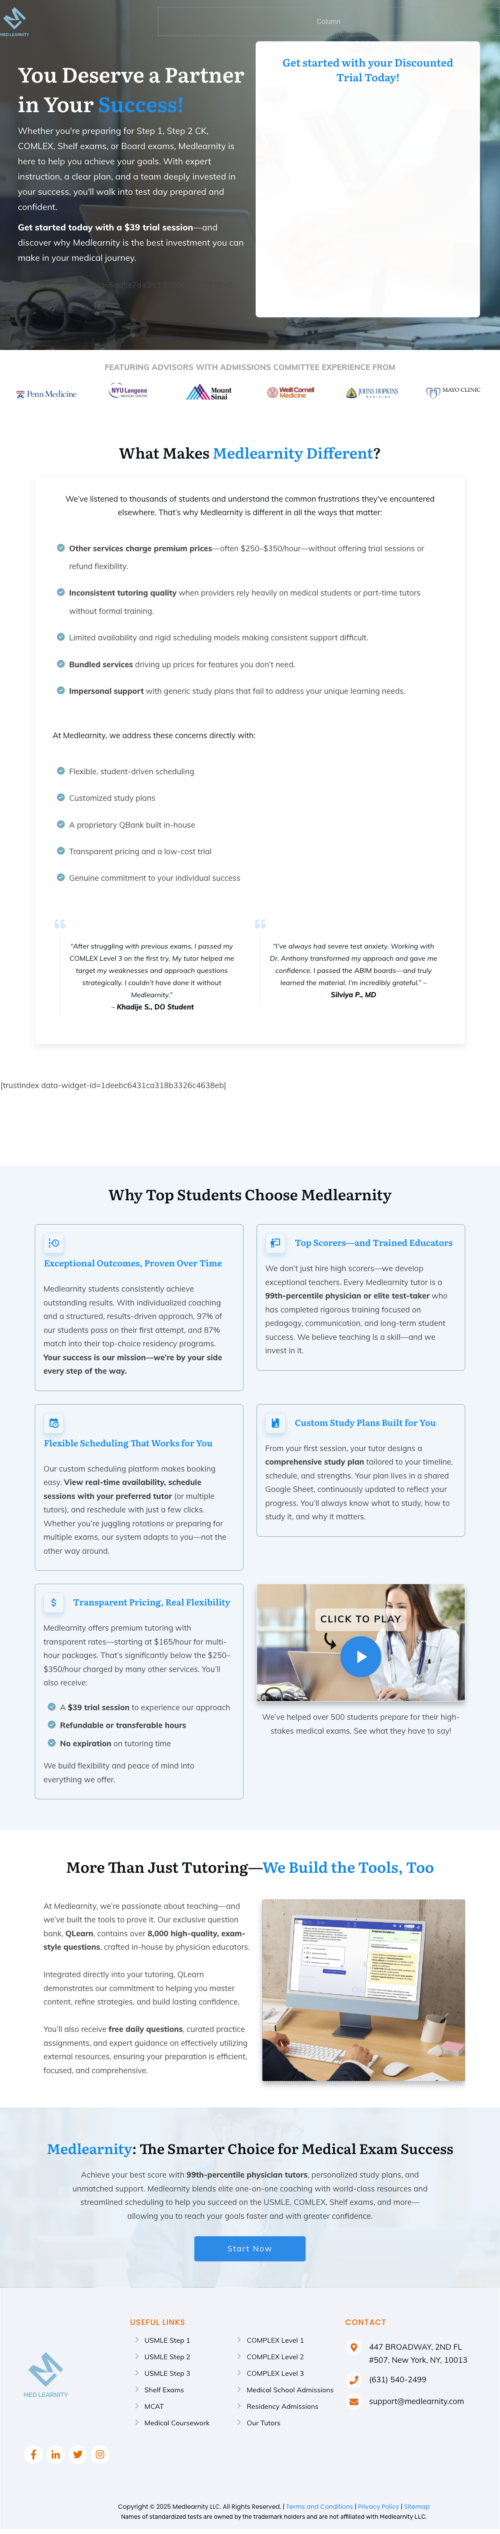 MED LEARNITY
Column
You Deserve a Partner
in Your Success!
Whether you're preparing for Step 1, Step 2 CK,
COMLEX, Shelf exams, or Board exams, Medlearnity is
here to help you achieve your goals. With expert
instruction, a clear plan, and a team deeply invested in
your success, you'll walk into test day prepared and
confident.
Get started today with a $39 trial session—and
discover why Medlearnity is the best investment you can
make in your medical journey.
Get started with your Discounted
Trial Today!
FEATURING ADVISORS WITH ADMISSIONS COMMITTEE EXPERIENCE FROM
Penn Medicine
NYU Langone
MEDICAL CENTER
Mount
Sinai
Weill Cornell
Medicine
JOHNS HOPKINS
MEDICINE
MAYO CLINIC
What Makes Medlearnity Different?
We've listened to thousands of students and understand the common frustrations they've encountered
elsewhere. That's why Medlearnity is different in all the ways that matter:
Other services charge premium prices—often $250–$350/hour—without offering trial sessions or
refund flexibility.
Inconsistent tutoring quality when providers rely heavily on medical students or part-time tutors
without formal training.
Limited availability and rigid scheduling models making consistent support difficult.
Bundled services driving up prices for features you don't need.
Impersonal support with generic study plans that fail to address your unique learning needs.
At Medlearnity, we address these concerns directly with:
Flexible, student-driven scheduling
Customized study plans
A proprietary QBank built in-house
Transparent pricing and a low-cost trial
Genuine commitment to your individual success
"After struggling with previous exams, I passed my
COMLEX Level 3 on the first try. My tutor helped me
target my weaknesses and approach questions
strategically. I couldn't have done it without
Medlearnity."
– Khadije S., DO Student
"I've always had severe test anxiety. Working with
Dr. Anthony transformed my approach and gave me
confidence. I passed the ABIM boards—and truly
learned the material. I'm incredibly grateful." –
Silviya P., MD
[trustindex data-widget-id=1deebc6431ca318b3326c4638eb]
Why Top Students Choose Medlearnity
Exceptional Outcomes, Proven Over Time
Medlearnity students consistently achieve
outstanding results. With individualized coaching
and a structured, results-driven approach, 97% of
our students pass on their first attempt, and 87%
match into their top-choice residency programs.
Your success is our mission—we're by your side
every step of the way.
Top Scorers—and Trained Educators
We don't just hire high scorers—we develop
exceptional teachers. Every Medlearnity tutor is a
99th-percentile physician or elite test-taker who
has completed rigorous training focused on
pedagogy, communication, and long-term student
success. We believe teaching is a skill—and we
invest in it.
Flexible Scheduling That Works for You
Our custom scheduling platform makes booking
easy. View real-time availability, schedule
sessions with your preferred tutor (or multiple
tutors), and reschedule with just a few clicks.
Whether you're juggling rotations or preparing for
multiple exams, our system adapts to you—not the
other way around.
Custom Study Plans Built for You
From your first session, your tutor designs a
comprehensive study plan tailored to your timeline,
schedule, and strengths. Your plan lives in a shared
Google Sheet, continuously updated to reflect your
progress. You'll always know what to study, how to
study it, and why it matters.
Transparent Pricing, Real Flexibility
Medlearnity offers premium tutoring with
transparent rates—starting at $165/hour for multi-
hour packages. That's significantly below the $250–
$350/hour charged by many other services. You'll
also receive:
A $39 trial session to experience our approach
Refundable or transferable hours
No expiration on tutoring time
We build flexibility and peace of mind into
everything we offer.
CLICK TO PLAY
We've helped over 500 students prepare for their high-
stakes medical exams. See what they have to say!
More Than Just Tutoring—We Build the Tools, Too
At Medlearnity, we're passionate about teaching—and
we've built the tools to prove it. Our exclusive question
bank, QLearn, contains over 8,000 high-quality, exam-
style questions, crafted in-house by physician educators.
Integrated directly into your tutoring, QLearn
demonstrates our commitment to helping you master
content, refine strategies, and build lasting confidence.
You'll also receive free daily questions, curated practice
assignments, and expert guidance on effectively utilizing
external resources, ensuring your preparation is efficient,
focused, and comprehensive.
Medlearnity: The Smarter Choice for Medical Exam Success
Achieve your best score with 99th-percentile physician tutors, personalized study plans, and
unmatched support. Medlearnity blends elite one-on-one coaching with world-class resources and
streamlined scheduling to help you succeed on the USMLE, COMLEX, Shelf exams, and more—
allowing you to reach your goals faster and with greater confidence.
Start Now
MED LEARNITY
USEFUL LINKS
USMLE Step 1
USMLE Step 2
USMLE Step 3
Shelf Exams
MCAT
Medical Coursework
COMPLEX Level 1
COMPLEX Level 2
COMPLEX Level 3
Medical School Admissions
Residency Admissions
Our Tutors
CONTACT
447 BROADWAY, 2ND FL
#507, New York, NY, 10013
(631) 540-2499
support@medlearnity.com
Copyright © 2025 Medlearnity LLC. All Rights Reserved. | Terms and Conditions | Privacy Policy | Sitemap
Names of standardized tests are owned by the trademark holders and are not affiliated with Medlearnity LLC.